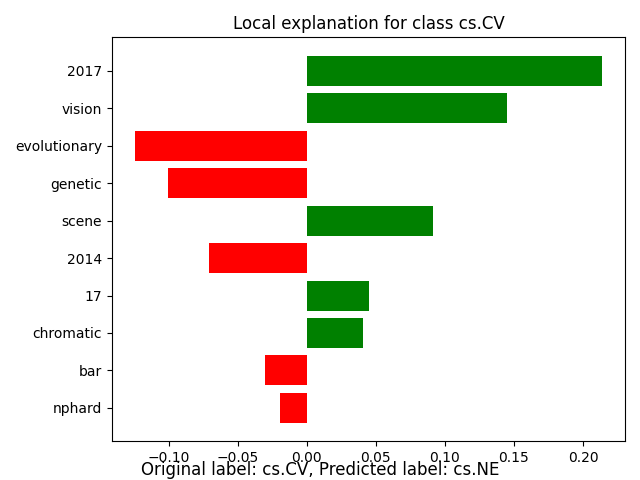 Local explanation for class cs.CV
2017
vision
evolutionary
genetic
scene
2014
17
chromatic
bar
nphard
−0.10 −0.05 0.00 0.05 0.10 0.15 0.20
Original label: cs.CV, Predicted label: cs.NE